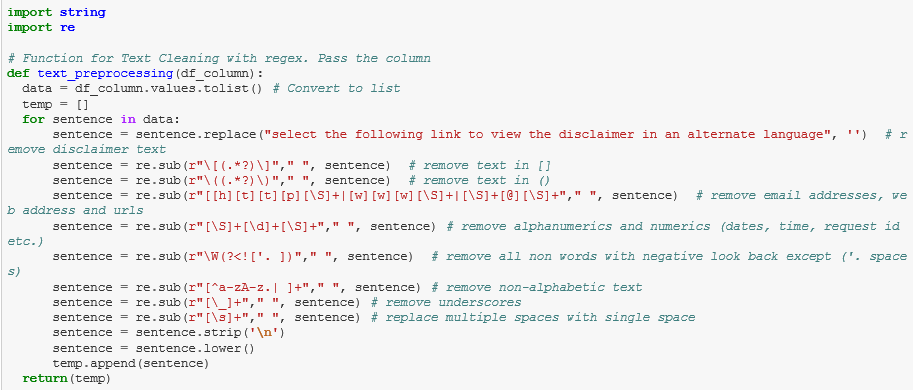 import string
import re
# Function for Text Cleaning with regex. Pass the column
def text_preprocessing(df_column):
  data = df_column.values.tolist() # Convert to list
  temp = []
  for sentence in data:
      sentence = sentence.replace("select the following link to view the disclaimer in an alternate language", '')  # r
emove disclaimer text
      sentence = re.sub(r"\[(.*?)\]"," ", sentence)  # remove text in []
      sentence = re.sub(r"\((.*?)\)"," ", sentence)  # remove text in ()
      sentence = re.sub(r"[[h][t][t][p][\S]+|[w][w][w][\S]+|[\S]+[@][\S]+"," ", sentence)  # remove email addresses, we
b address and urls
      sentence = re.sub(r"[\S]+[\d]+[\S]+"," ", sentence) # remove alphanumerics and numerics (dates, time, request id
etc.)
      sentence = re.sub(r"\W(?<!['. ])"," ", sentence)  # remove all non words with negative look back except ('. space
s)
      sentence = re.sub(r"[^a-zA-z.| ]+"," ", sentence) # remove non-alphabetic text
      sentence = re.sub(r"[\_]+"," ", sentence) # remove underscores
      sentence = re.sub(r"[\s]+"," ", sentence) # replace multiple spaces with single space
      sentence = sentence.strip('\n')
      sentence = sentence.lower()
      temp.append(sentence)
  return(temp)